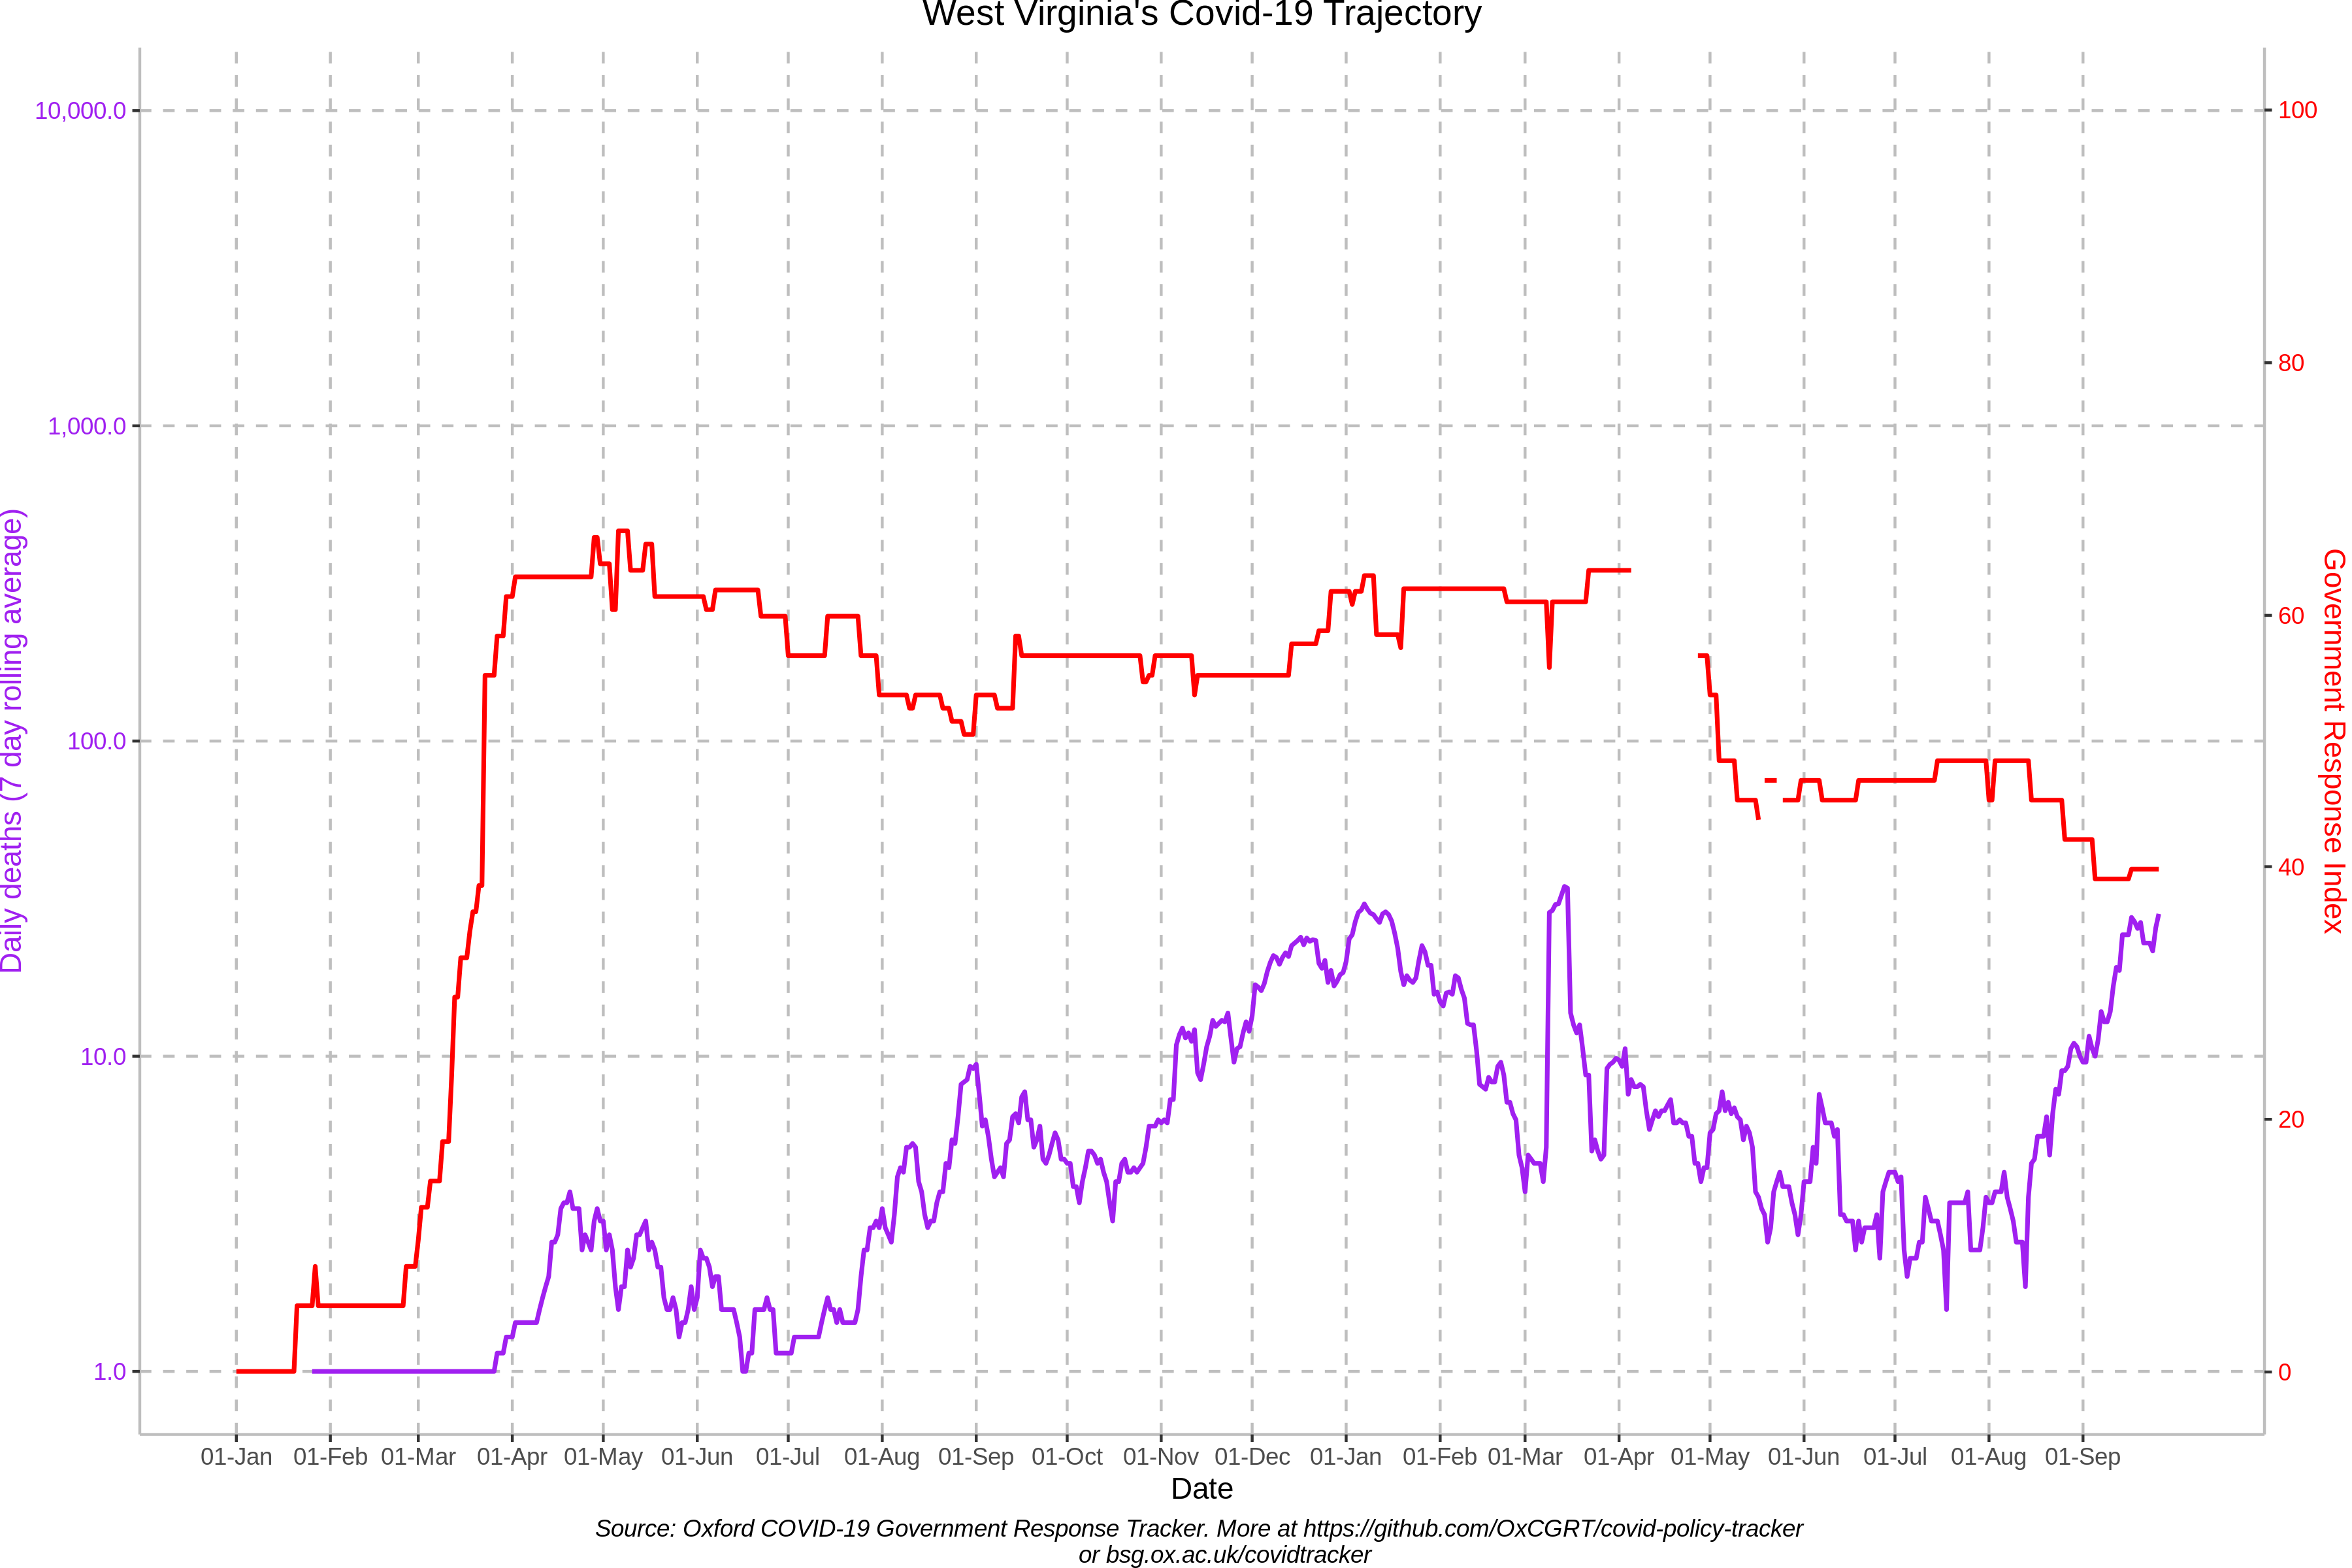 West Virginia's Covid-19 Trajectory
10,000.0
1,000.0
100.0
10.0
1.0
Daily deaths (7 day rolling average)
100
80
60
40
20
0
Government Response Index
01-Jan 01-Feb 01-Mar 01-Apr 01-May 01-Jun 01-Jul 01-Aug 01-Sep 01-Oct 01-Nov 01-Dec 01-Jan 01-Feb 01-Mar 01-Apr 01-May 01-Jun 01-Jul 01-Aug 01-Sep
Date
Source: Oxford COVID-19 Government Response Tracker. More at https://github.com/OxCGRT/covid-policy-tracker
or bsg.ox.ac.uk/covidtracker